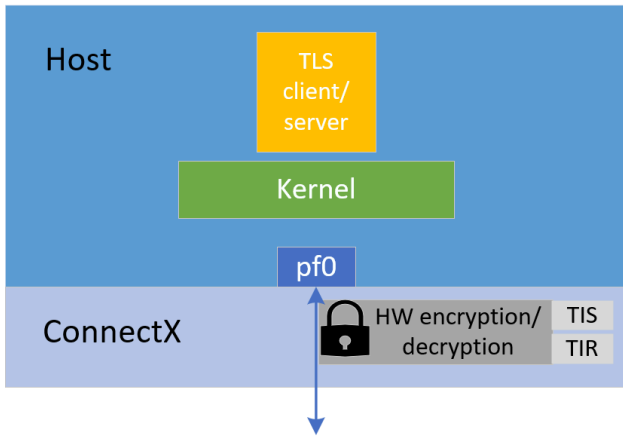 Host
TLS
client/
server
Kernel
pf0
ConnectX
HW encryption/
decryption
TIS
TIR